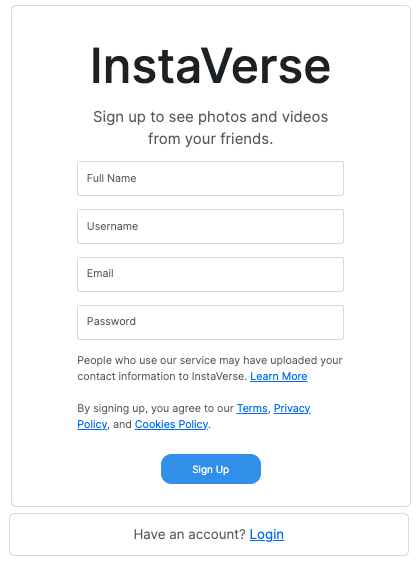 InstaVerse
Sign up to see photos and videos
from your friends.
Full Name
Username
Email
Password
People who use our service may have uploaded your
contact information to InstaVerse. Learn More
By signing up, you agree to our Terms, Privacy
Policy, and Cookies Policy.
Sign Up
Have an account? Login